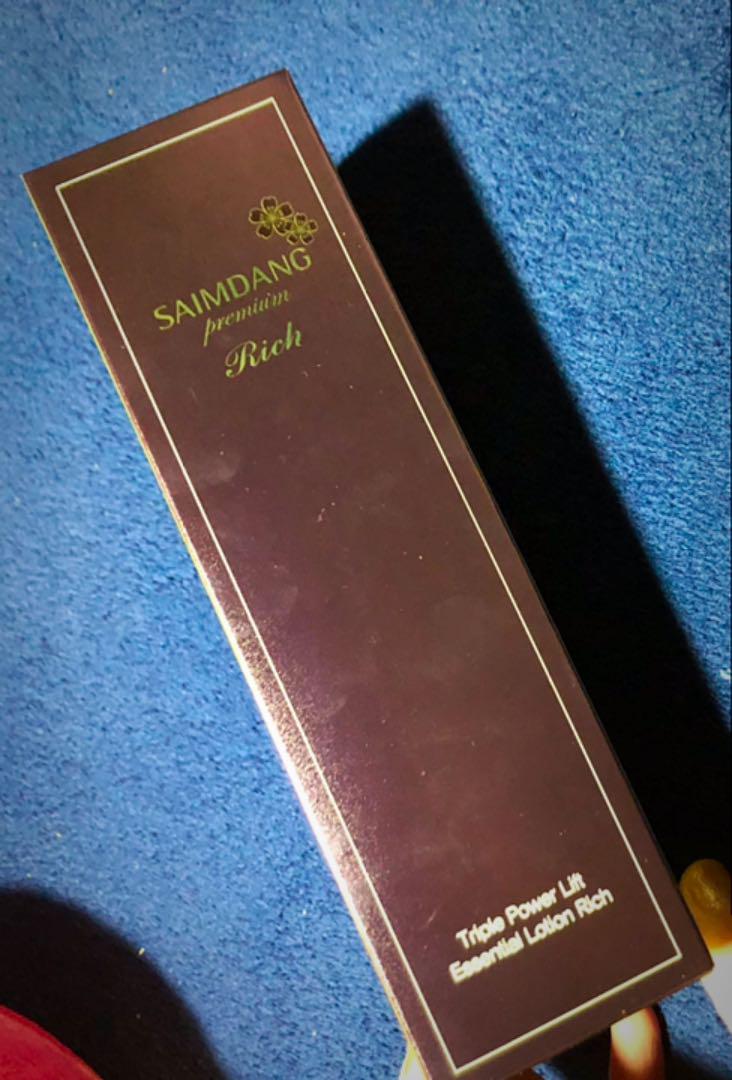 SAIMDANG
premium
Rich
Triple Power Lift
Essential Lotion Rich